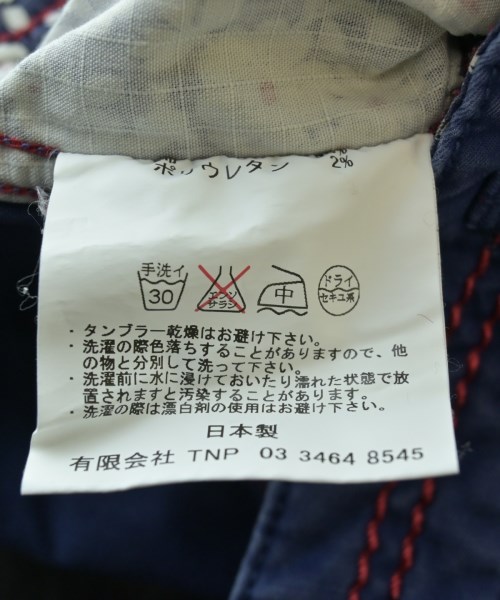 ポリウレタン 2%
手洗イ
30
エンソ
サラシ
中
ドライ
セキユ系
・タンブラー乾燥はお避け下さい。
・洗濯の際色落ちすることがありますので、他
の物と分別して洗って下さい。
・洗濯前に水に浸けておいたり濡れた状態で放
置されますと汚染することがあります。
・洗濯の際は漂白剤の使用はお避け下さい。
日本製
有限会社 TNP 03 3464 8545